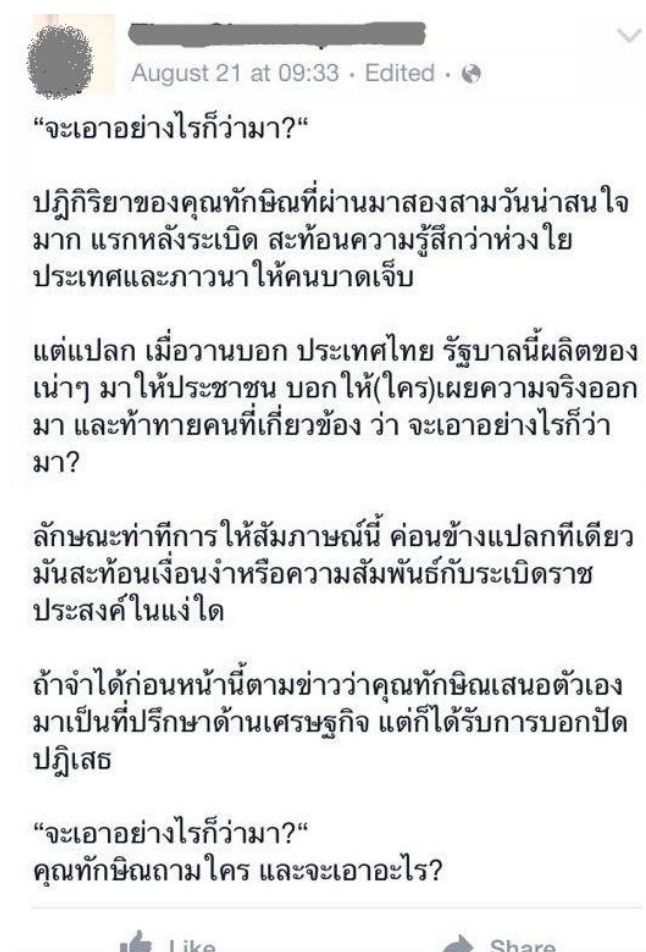 August 21 at 09:33 · Edited ·
“จะเอาอย่างไรก็ว่ามา?“
ปฎิกิริยาของคุณทักษิณที่ผ่านมาสองสามวันน่าสนใจ
มาก แรกหลังระเบิด สะท้อนความรู้สึกว่าห่วงใย
ประเทศและภาวนาให้คนบาดเจ็บ
แต่แปลก เมื่อวานบอก ประเทศไทย รัฐบาลนี้ผลิตของ
เน่าๆ มาให้ประชาชน บอกให้(ใคร)เผยความจริงออก
มา และท้าทายคนที่เกี่ยวข้อง ว่า จะเอาอย่างไรก็ว่า
มา?
ลักษณะท่าทีการให้สัมภาษณ์นี้ ค่อนข้างแปลกทีเดียว
มันสะท้อนเงื่อนงำหรือความสัมพันธ์กับระเบิดราช
ประสงค์ในแง่ใด
ถ้าจำได้ก่อนหน้านี้ตามข่าวว่าคุณทักษิณเสนอตัวเอง
มาเป็นที่ปรึกษาด้านเศรษฐกิจ แต่ก็ได้รับการบอกปัด
ปฎิเสธ
“จะเอาอย่างไรก็ว่ามา?“
คุณทักษิณถามใคร และจะเอาอะไร?
Like Share